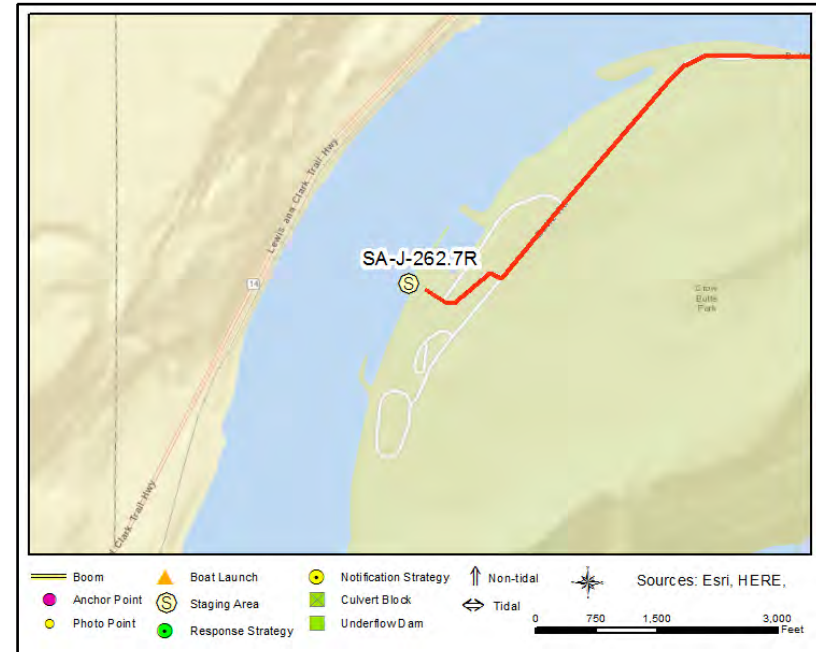 Lewis and Clark Trail Hwy
14
SA-J-262.7R
S
Crow
Butte
Park
Clark Trail Hwy
Boom
Anchor Point
Photo Point
Boat Launch
S Staging Area
Response Strategy
Notification Strategy
Culvert Block
Underflow Dam
Non-tidal
Tidal
Sources: Esri, HERE,
0 750 1,500 3,000
Feet